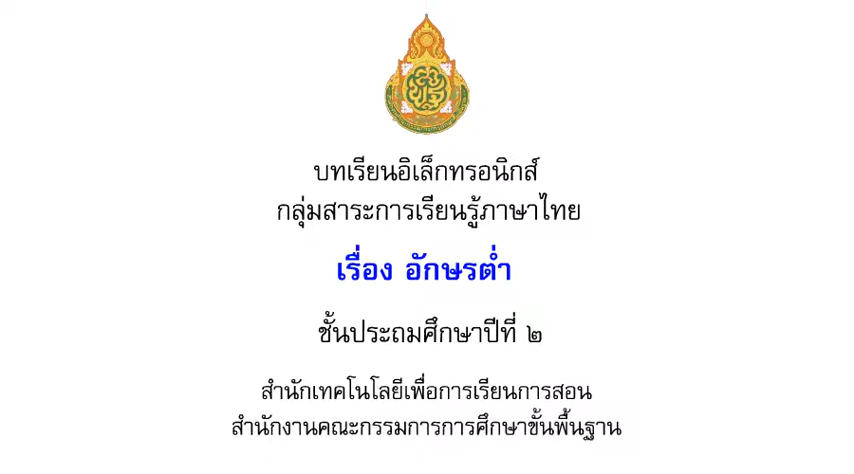 บทเรียนอิเล็กทรอนิกส์
กลุ่มสาระการเรียนรู้ภาษาไทย
เรื่อง อักษรต่ำ
ชั้นประถมศึกษาปีที่ ๒
สำนักเทคโนโลยีเพื่อการเรียนการสอน
สำนักงานคณะกรรมการการศึกษาขั้นพื้นฐาน